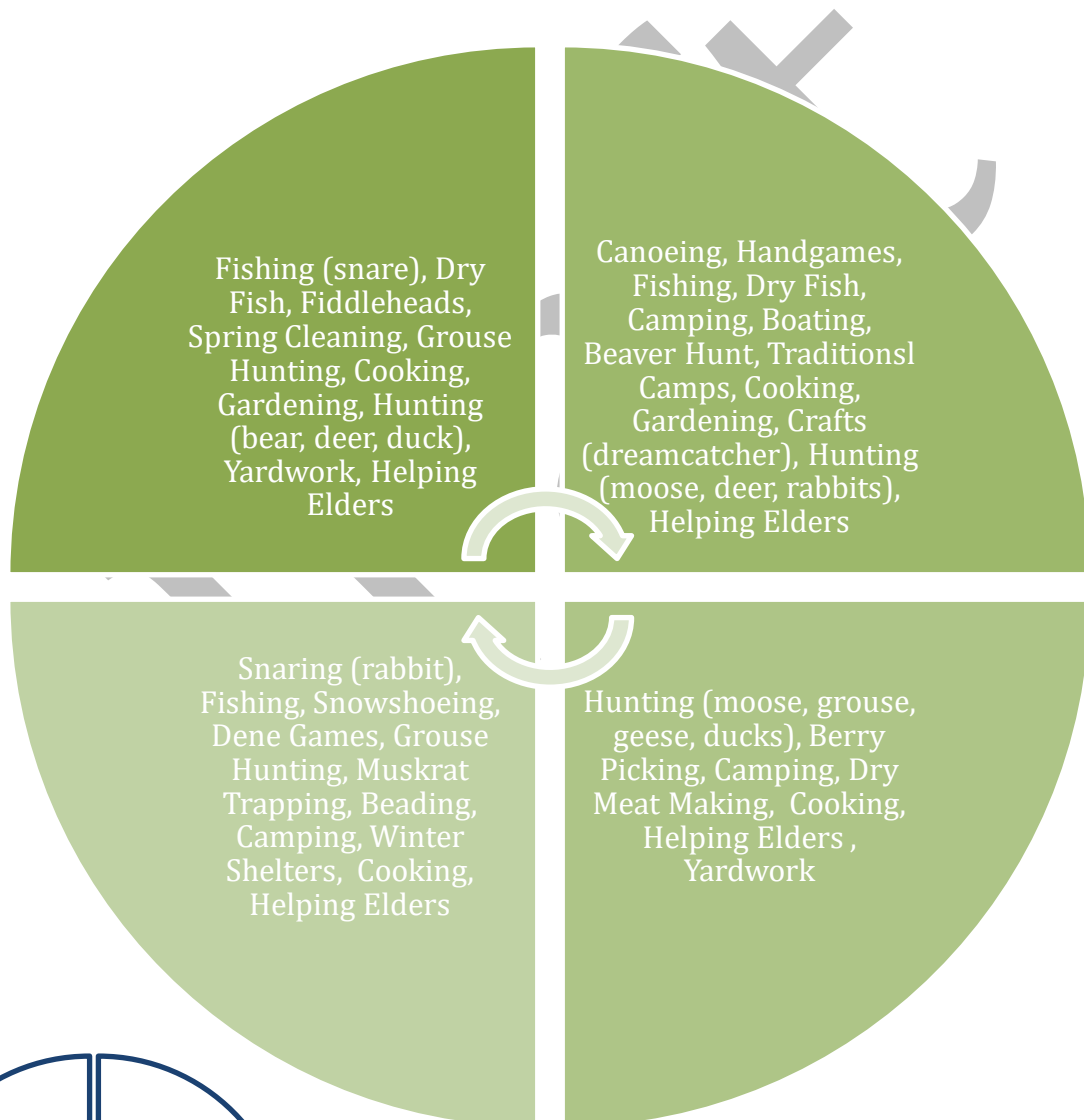 Fishing (snare), Dry
Fish, Fiddleheads,
Spring Cleaning, Grouse
Hunting, Cooking,
Gardening, Hunting
(bear, deer, duck),
Yardwork, Helping
Elders
Canoeing, Handgames,
Fishing, Dry Fish,
Camping, Boating,
Beaver Hunt, Traditionsl
Camps, Cooking,
Gardening, Crafts
(dreamcatcher), Hunting
(moose, deer, rabbits),
Helping Elders
Snaring (rabbit),
Fishing, Snowshoeing,
Dene Games, Grouse
Hunting, Muskrat
Trapping, Beading,
Camping, Winter
Shelters,  Cooking,
Helping Elders
Hunting (moose, grouse,
geese, ducks), Berry
Picking, Camping, Dry
Meat Making,  Cooking,
Helping Elders ,
Yardwork